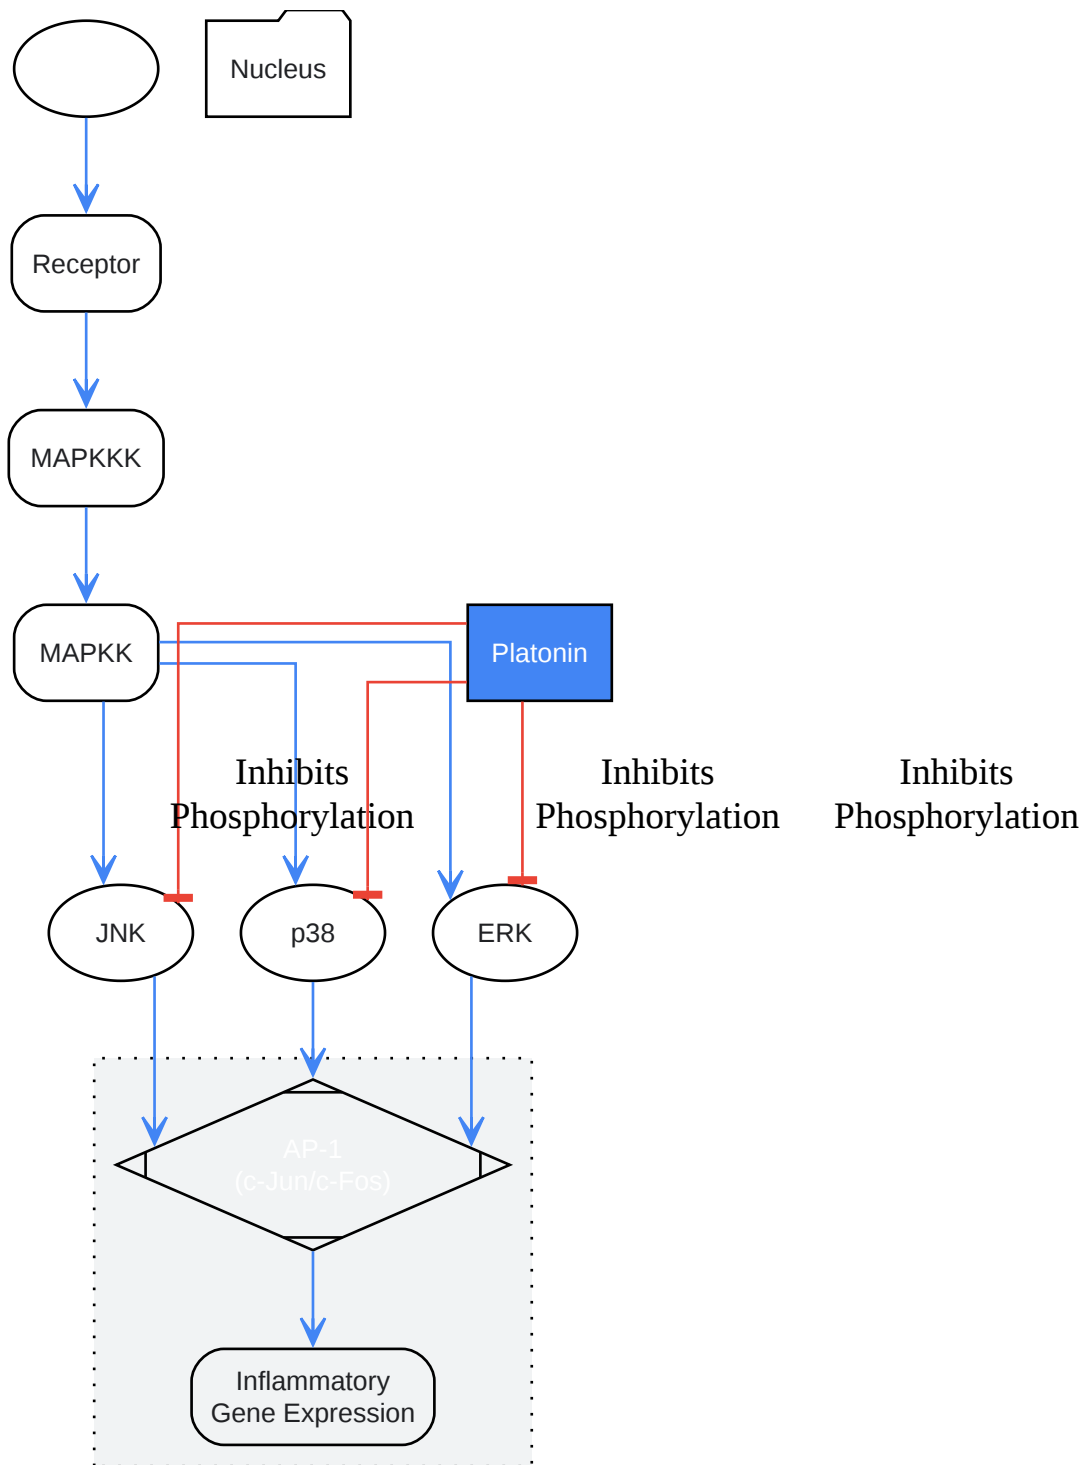 Nucleus
Receptor
MAPKKK
MAPKK
Platonin
Inhibits
Phosphorylation
Inhibits
Phosphorylation
Inhibits
Phosphorylation
JNK
p38
ERK
AP-1
(c-Jun/c-Fos)
Inflammatory
Gene Expression